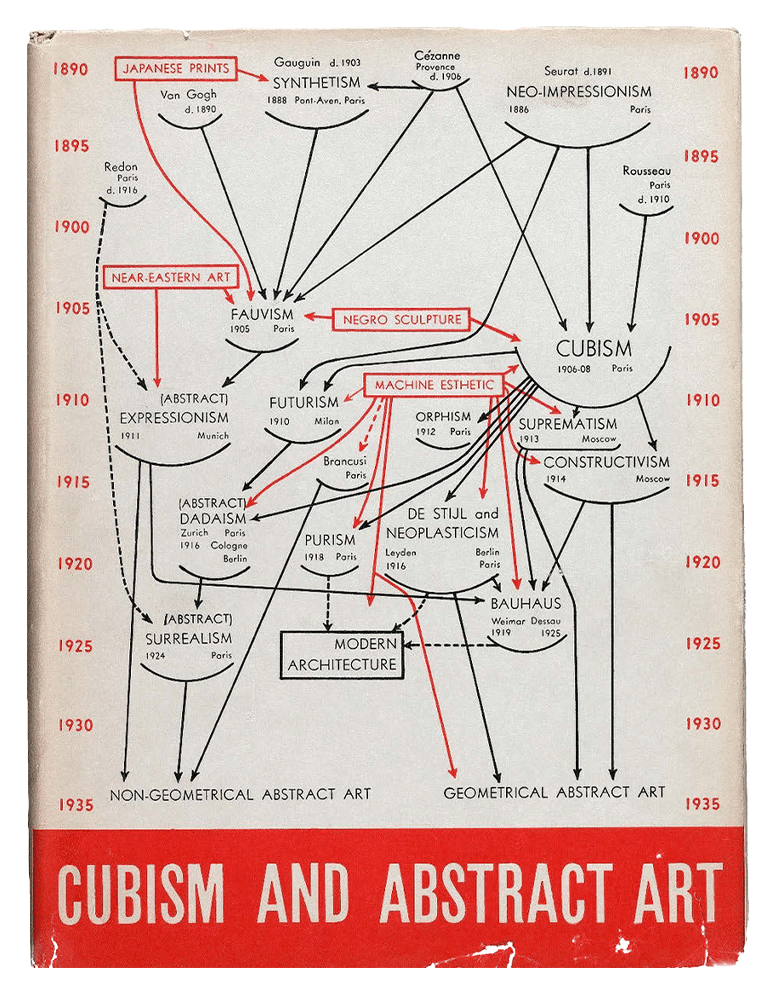 1890
JAPANESE PRINTS
Gauguin d. 1903
SYNTHETISM
1888 Pont-Aven, Paris
Cézanne
Provence
d. 1906
Seurat d.1891
NEO-IMPRESSIONISM
1886 Paris
1890
Van Gogh
d. 1890
1895
1895
Redon
Paris
d. 1916
Rousseau
Paris
d. 1910
1900
1900
NEAR-EASTERN ART
1905
FAUVISM
1905 Paris
NEGRO SCULPTURE
1905
CUBISM
1906-08 Paris
MACHINE ESTHETIC
1910
(ABSTRACT)
EXPRESSIONISM
1911 Munich
FUTURISM
1910 Milan
ORPHISM
1912 Paris
SUPREMATISM
1913 Moscow
1910
Brancusi
Paris
CONSTRUCTIVISM
1914 Moscow
1915
1915
(ABSTRACT)
DADAISM
Zurich Paris
1916 Cologne
Berlin
PURISM
1918 Paris
DE STIJL and
NEOPLASTICISM
Leyden Berlin
1916 Paris
1920
1920
BAUHAUS
Weimar Dessau
1919 1925
(ABSTRACT)
SURREALISM
1924 Paris
MODERN
ARCHITECTURE
1925
1925
1930
1930
1935
NON-GEOMETRICAL ABSTRACT ART
GEOMETRICAL ABSTRACT ART
1935
CUBISM AND ABSTRACT ART